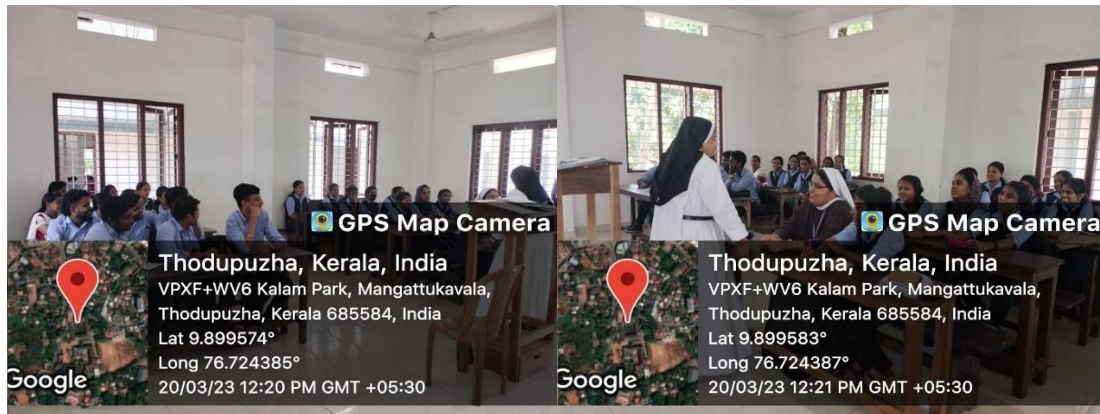 GPS Map Camera
Thodupuzha, Kerala, India
VPXF+WV6 Kalam Park, Mangattukavala,
Thodupuzha, Kerala 685584, India
Lat 9.899574°
Long 76.724385°
20/03/23 12:20 PM GMT +05:30
Google
GPS Map Camera
Thodupuzha, Kerala, India
VPXF+WV6 Kalam Park, Mangattukavala,
Thodupuzha, Kerala 685584, India
Lat 9.899583°
Long 76.724387°
20/03/23 12:21 PM GMT +05:30
Google